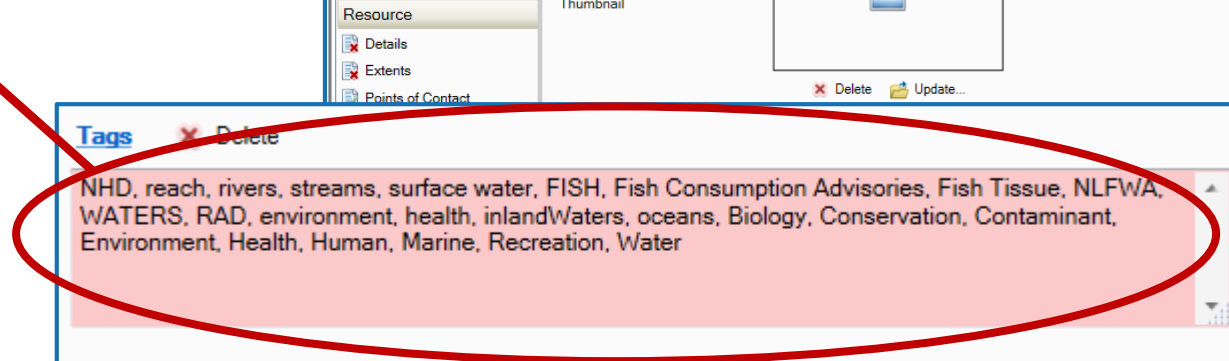 Thumbnail
Resource
Details
Extents
Points of Contact
Delete Update...
Tags Delete
NHD, reach, rivers, streams, surface water, FISH, Fish Consumption Advisories, Fish Tissue, NLFWA,
WATERS, RAD, environment, health, inlandWaters, oceans, Biology, Conservation, Contaminant,
Environment, Health, Human, Marine, Recreation, Water